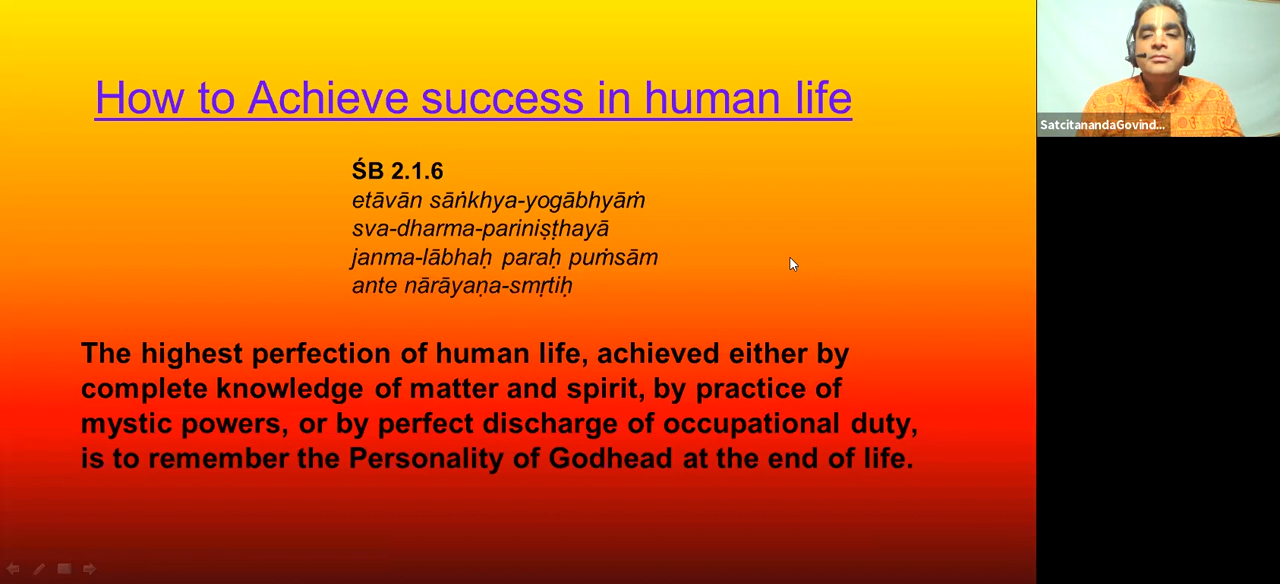 How to Achieve success in human life
ŚB 2.1.6
etāvān sāṅkhya-yogābhyāṁ
sva-dharma-pariniṣṭhayā
janma-lābhaḥ paraḥ puṁsām
ante nārāyaṇa-smṛtiḥ
The highest perfection of human life, achieved either by
complete knowledge of matter and spirit, by practice of
mystic powers, or by perfect discharge of occupational duty,
is to remember the Personality of Godhead at the end of life.
SatcitanandaGovind...